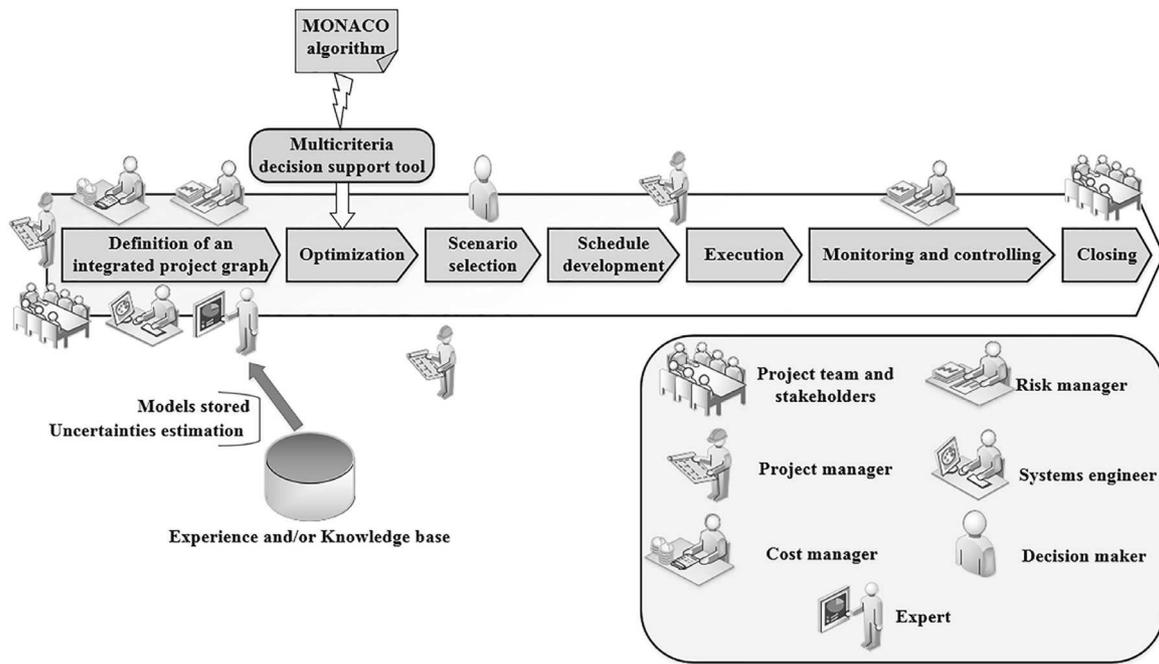 MONACO
algorithm
Multicriteria
decision support tool
Definition of an
integrated project graph
Optimization
Scenario
selection
Schedule
development
Execution
Monitoring and controlling
Closing
Models stored
Uncertainties estimation
Experience and/or Knowledge base
Project team and
stakeholders
Risk manager
Project manager
Systems engineer
Cost manager
Decision maker
Expert